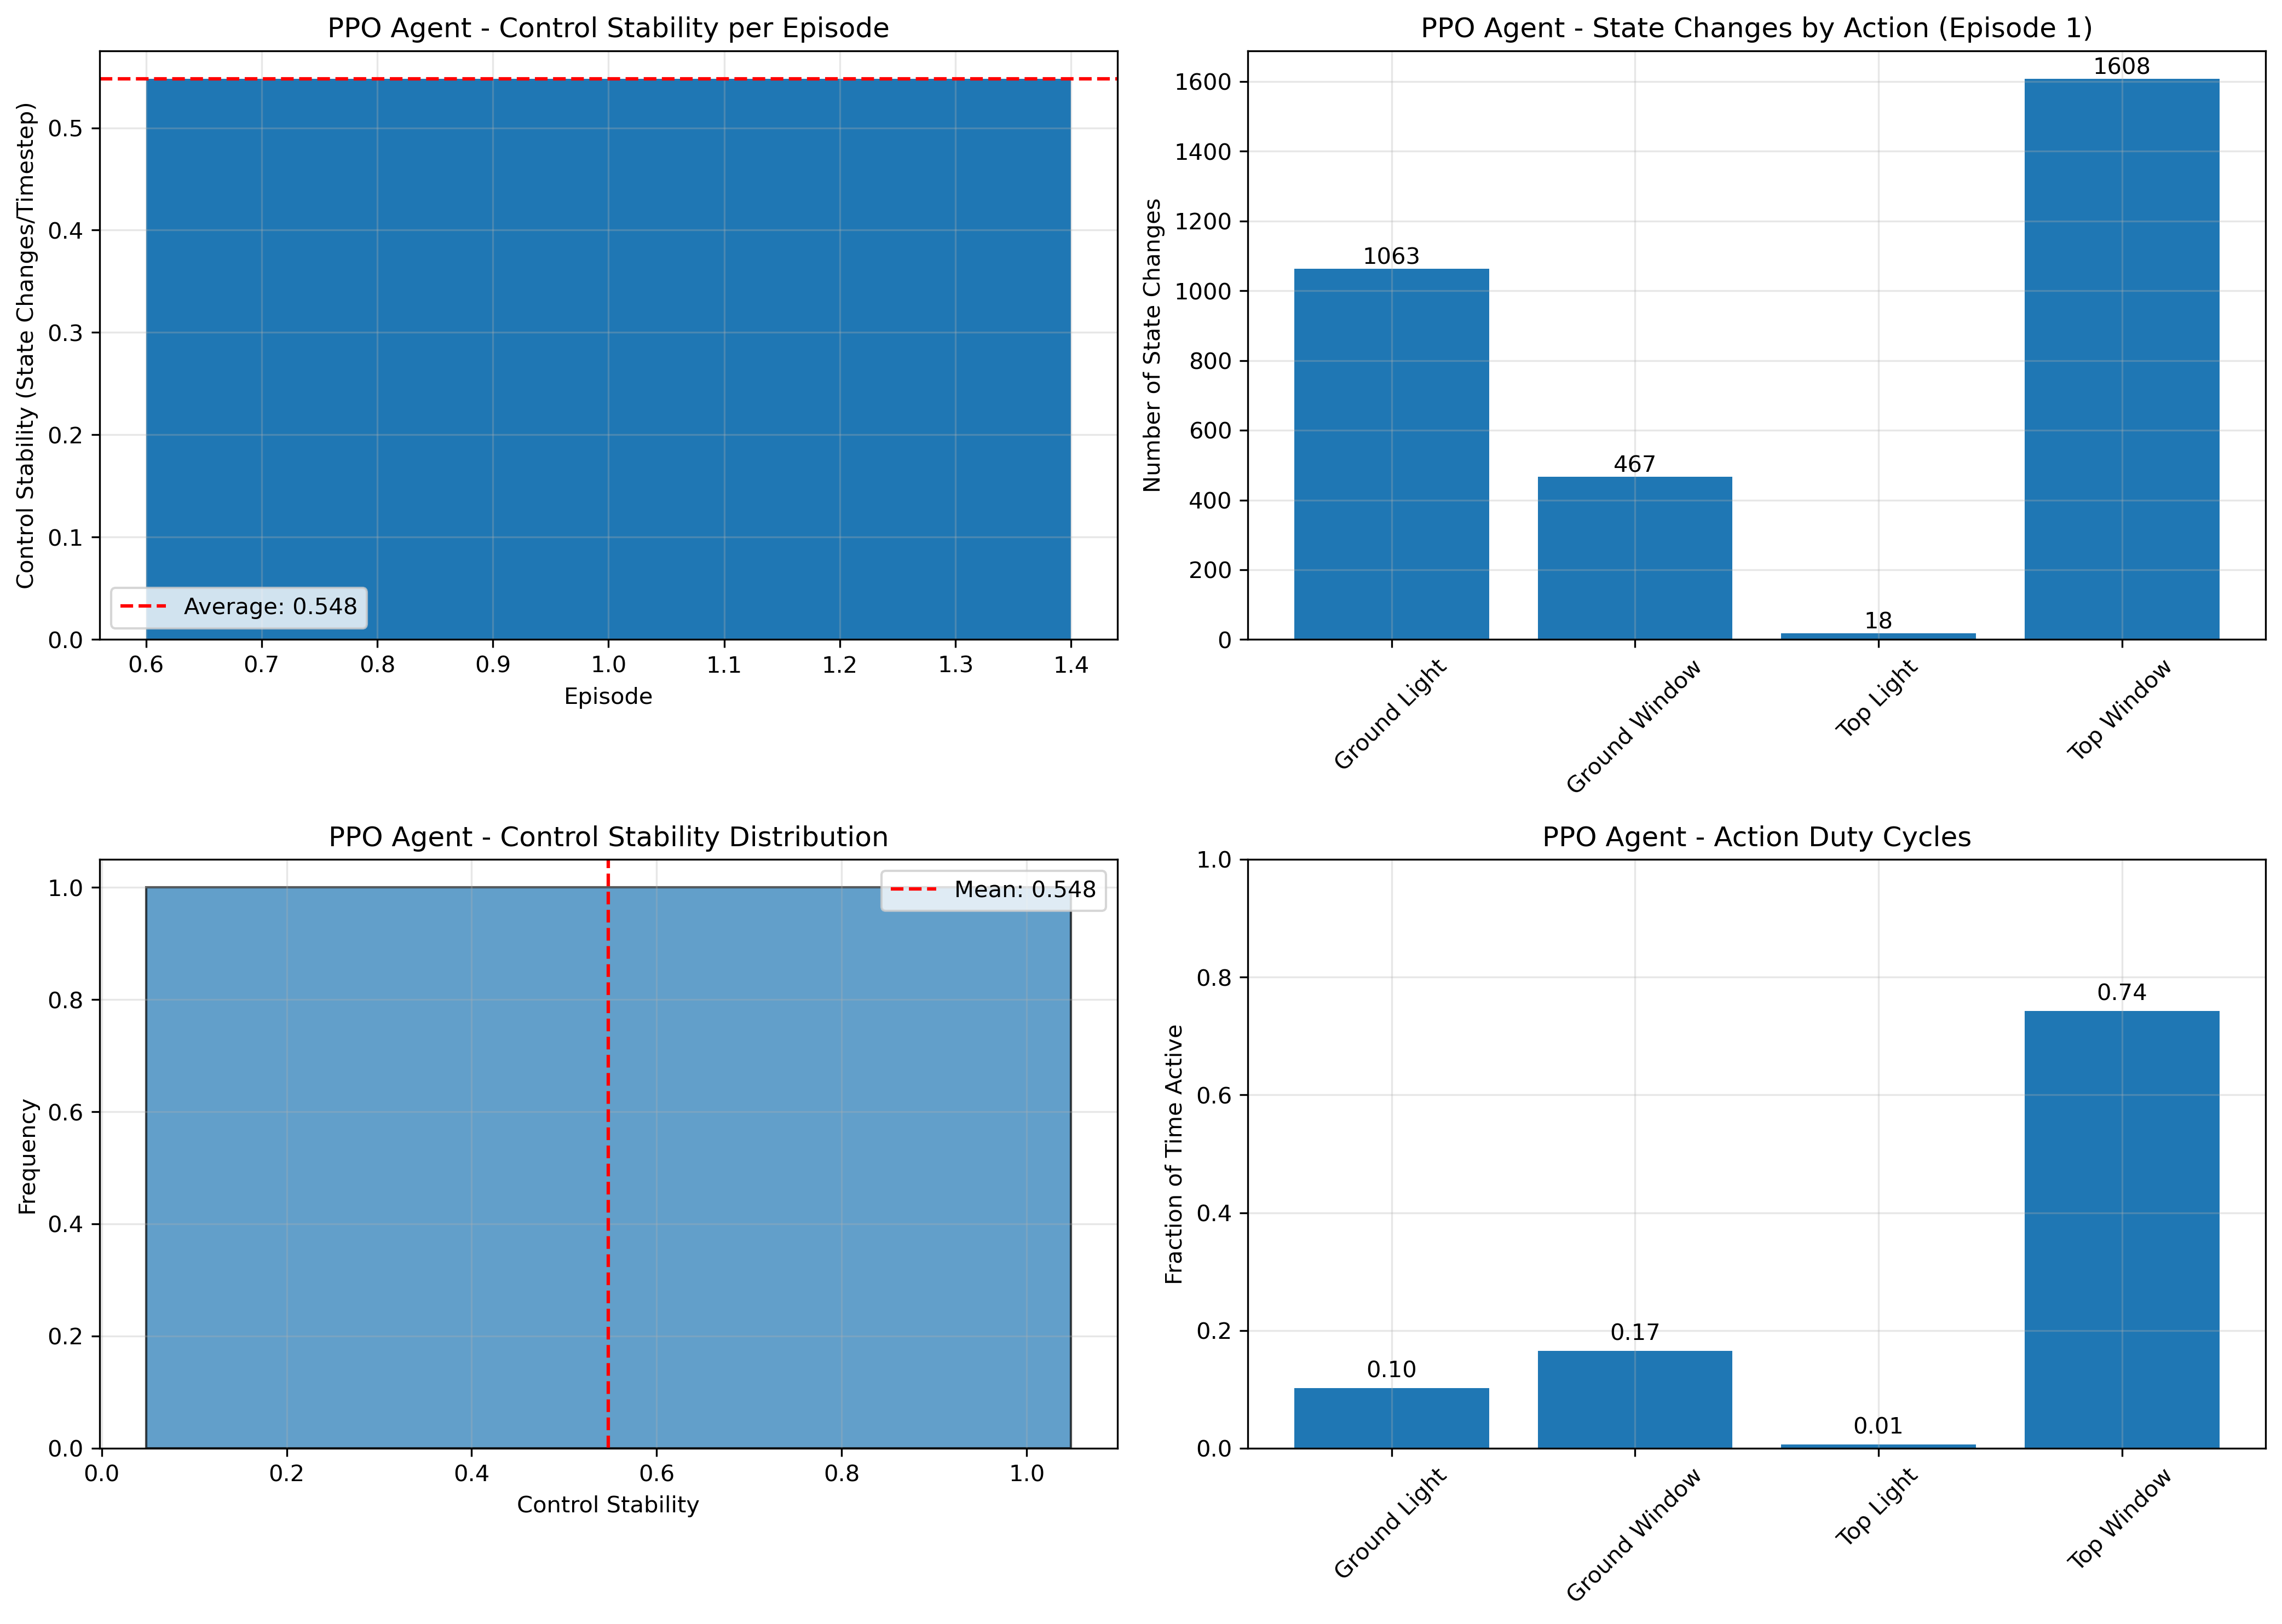 PPO Agent - Control Stability per Episode
Control Stability (State Changes/Timestep)
0.5
0.4
0.3
0.2
0.1
0.0
Average: 0.548
0.6 0.7 0.8 0.9 1.0 1.1 1.2 1.3 1.4
Episode
PPO Agent - State Changes by Action (Episode 1)
Number of State Changes
1600
1400
1200
1000
800
600
400
200
0
1063
467
18
1608
Ground Light
Ground Window
Top Light
Top Window
PPO Agent - Control Stability Distribution
Frequency
1.0
0.8
0.6
0.4
0.2
0.0
Mean: 0.548
0.0 0.2 0.4 0.6 0.8 1.0
Control Stability
PPO Agent - Action Duty Cycles
Fraction of Time Active
1.0
0.8
0.6
0.4
0.2
0.0
0.10
0.17
0.01
0.74
Ground Light
Ground Window
Top Light
Top Window